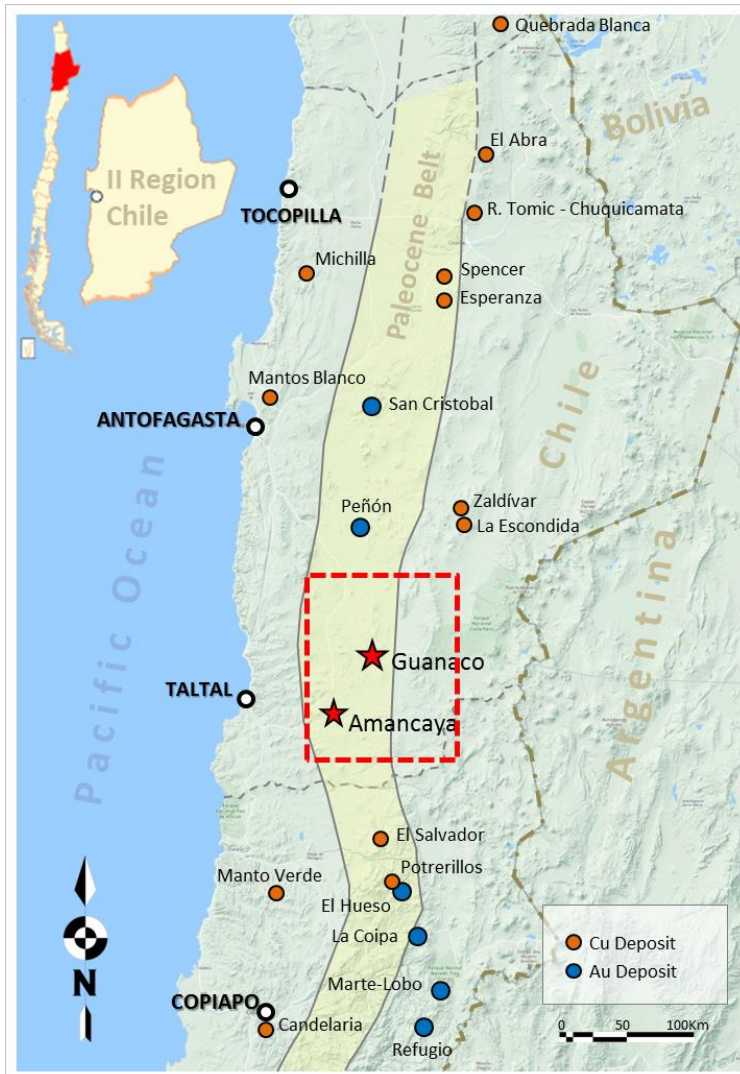 Quebrada Blanca
Bolivia
II Region
Chile
El Abra
Paleocene Belt
TOCOPILLA
R. Tomic - Chuquicamata
Michilla
Spencer
Esperanza
Mantos Blanco
San Cristobal
Chile
ANTOFAGASTA
Zaldívar
Peñón
La Escondida
Pacific Ocean
Argentina
Guanaco
TALTAL
Amancaya
El Salvador
Potrerillos
Manto Verde
El Hueso
La Coipa
N
Cu Deposit
Au Deposit
Marte-Lobo
COPIAPO
Candelaria
Refugio
0 50 100Km